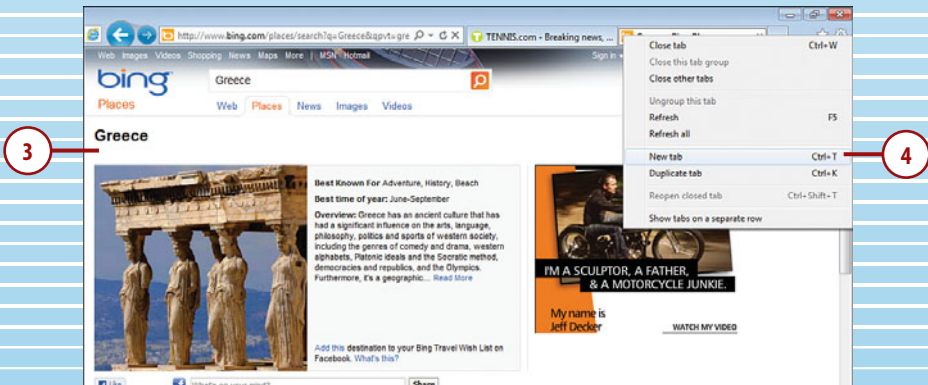 http://www.bing.com/places/search?q=Greece&qpvt=gre
TENNIS.com - Breaking news, ...
Web Images Videos Shopping News Maps More | MSN Hotmail
Sign in
bing
Greece
Places
Web Places News Images Videos
Greece
3
Close tab Ctrl+W
Close this tab group
Close other tabs
Ungroup this tab
Refresh F5
Refresh all
New tab Ctrl+T
4
Duplicate tab Ctrl+K
Reopen closed tab Ctrl+Shift+T
Show tabs on a separate row
Best Known For Adventure, History, Beach
Best time of year: June-September
Overview: Greece has an ancient culture that has
had a significant influence on the arts, language,
philosophy, politics and sports of western society,
including the genres of comedy and drama, western
alphabets, Platonic ideals and the Socratic method,
democracies and republics, and the Olympics.
Furthermore, it's a geographic... Read More
Add this destination to your Bing Travel Wish List on
Facebook. What's this?
I'M A SCULPTOR, A FATHER,
& A MOTORCYCLE JUNKIE.
My name is
Jeff Decker
WATCH MY VIDEO
Like
What's on your mind?
Share